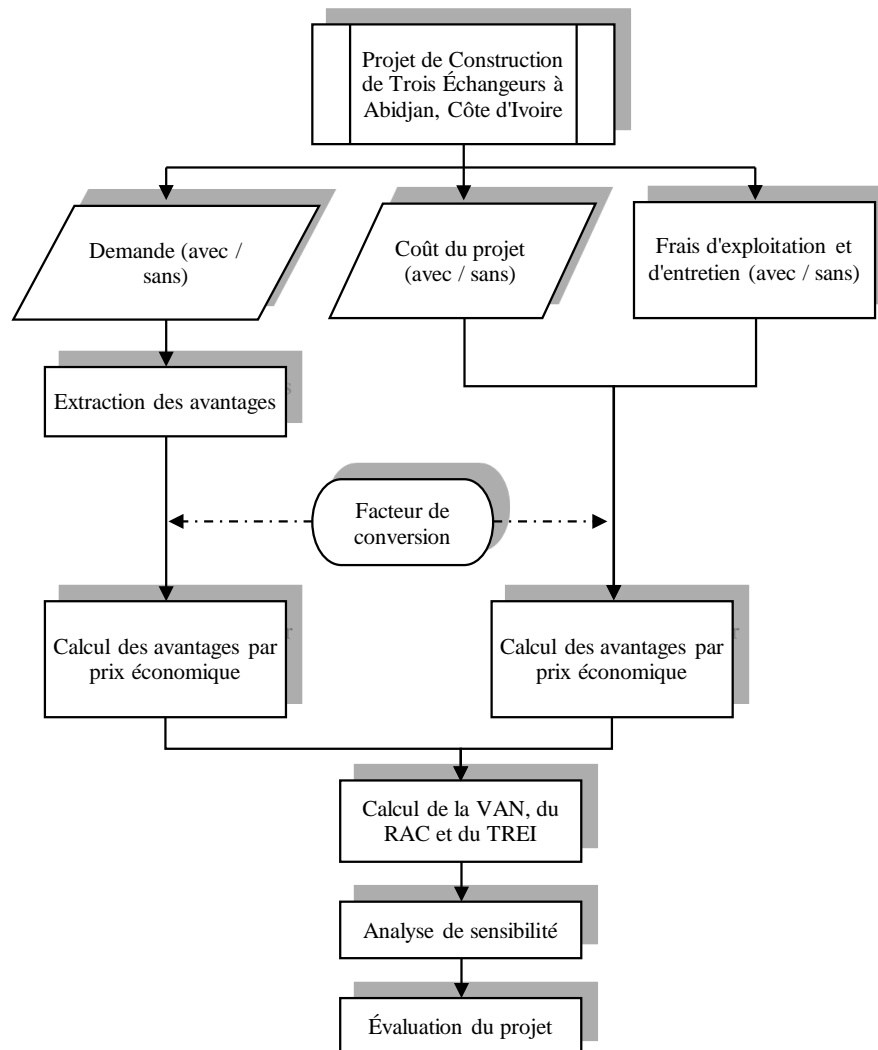 Projet de Construction
de Trois Échangeurs à
Abidjan, Côte d'Ivoire
Demande (avec /
sans)
Coût du projet
(avec / sans)
Frais d'exploitation et
d'entretien (avec / sans)
Extraction des avantages
Facteur de
conversion
Calcul des avantages par
prix économique
Calcul des avantages par
prix économique
Calcul de la VAN, du
RAC et du TREI
Analyse de sensibilité
Évaluation du projet